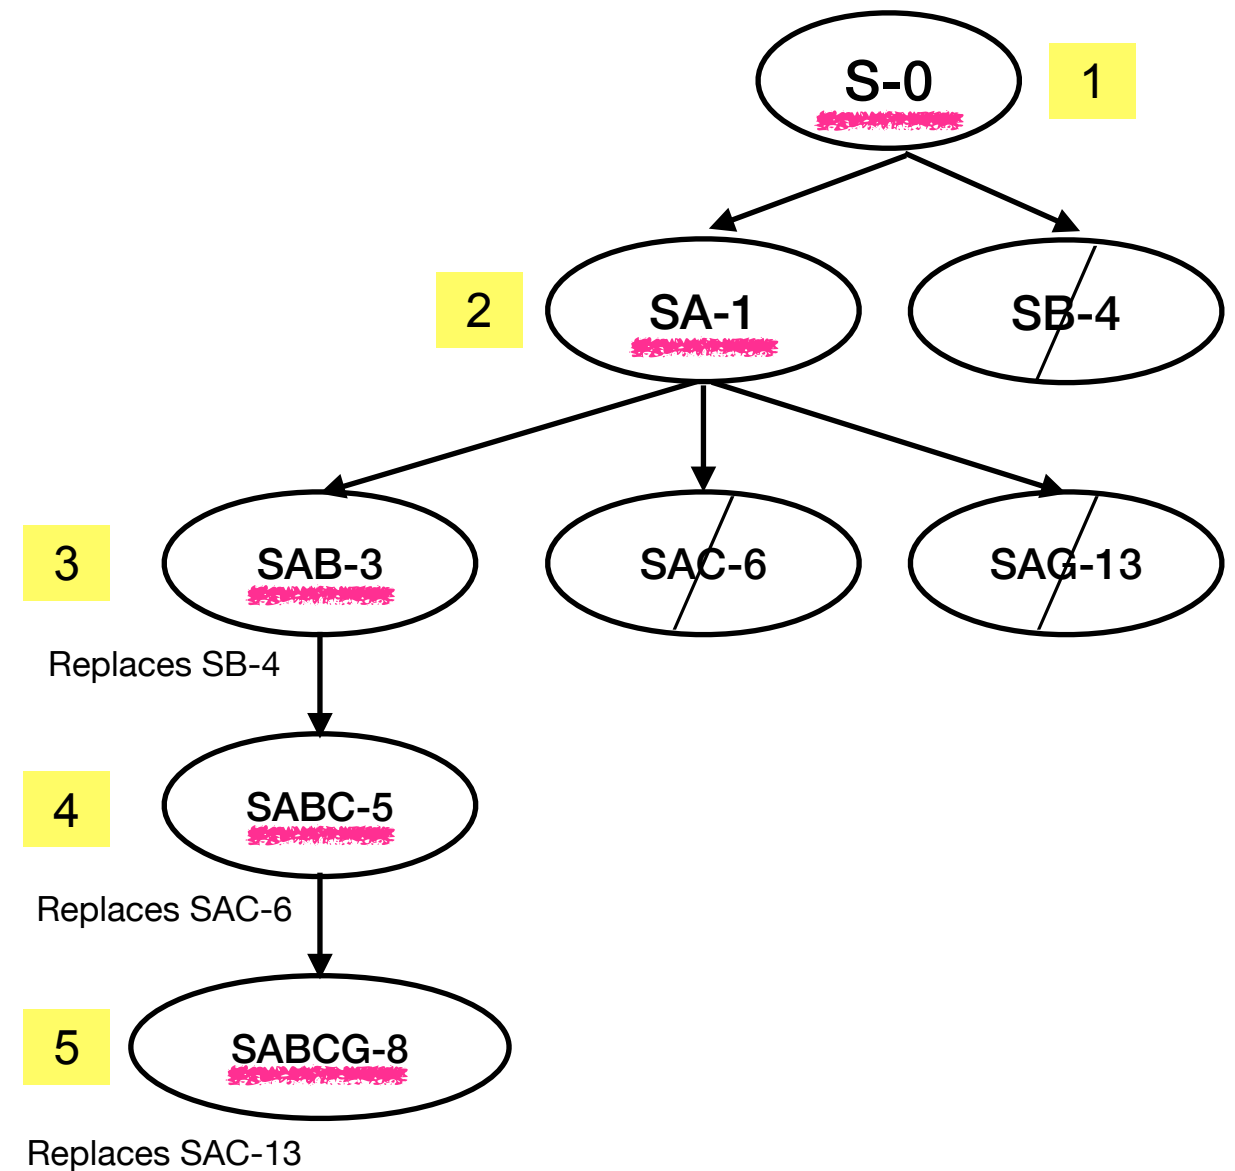 S-0
1
2
SA-1
SB-4
3
SAB-3
SAC-6
SAG-13
Replaces SB-4
4
SABC-5
Replaces SAC-6
5
SABCG-8
Replaces SAC-13